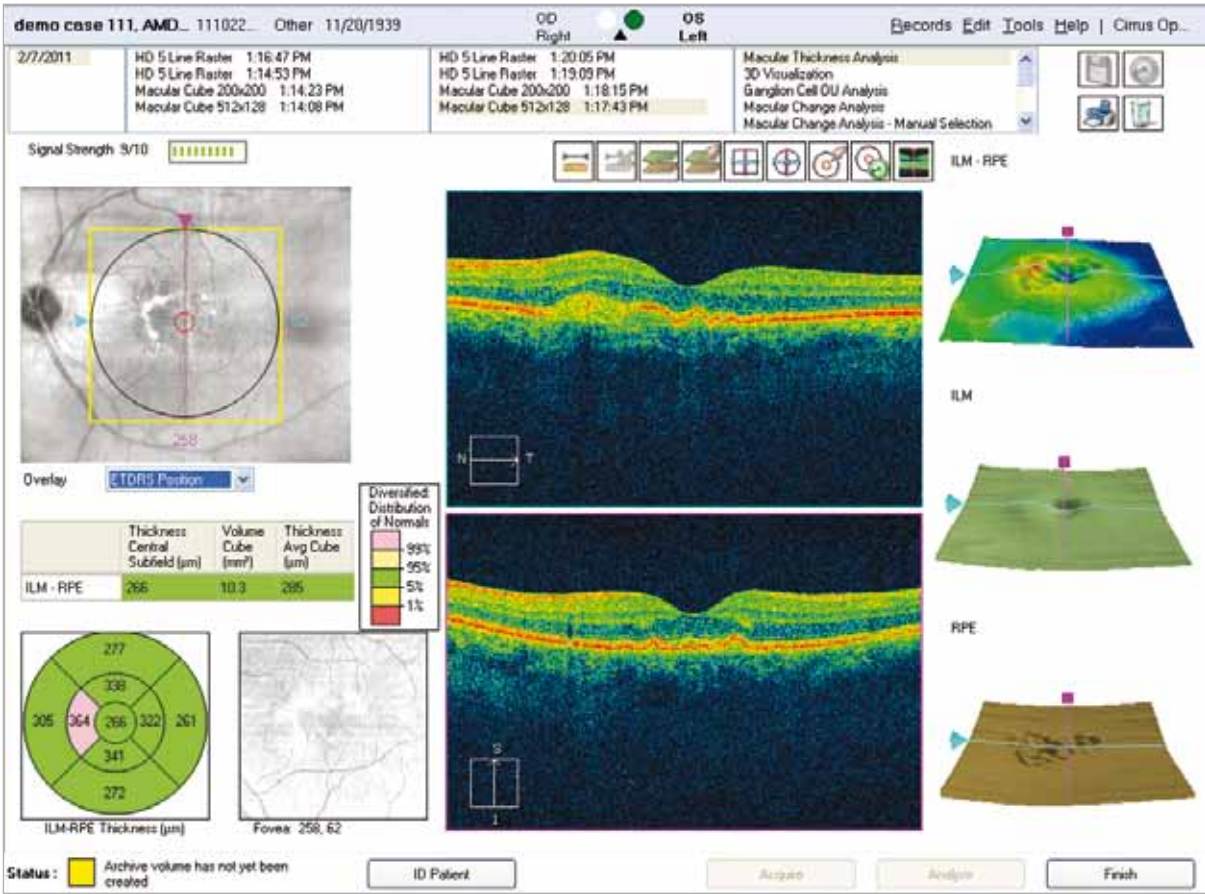 demo case 111, AMD... 111022... Other 11/20/1939
OD
Right
OS
Left
Records Edit Tools Help | Cirrus Op...
2/7/2011
HD 5 Line Raster 1:16:47 PM
HD 5 Line Raster 1:14:53 PM
Macular Cube 200x200 1:14:23 PM
Macular Cube 512x128 1:14:08 PM
HD 5 Line Raster 1:20:05 PM
HD 5 Line Raster 1:19:09 PM
Macular Cube 200x200 1:18:15 PM
Macular Cube 512x128 1:17:43 PM
Macular Thickness Analysis
3D Visualization
Ganglion Cell OU Analysis
Macular Change Analysis
Macular Change Analysis - Manual Selection
Signal Strength 9/10
ILM - RPE
258
N T
Overlay
ETDRS Position
ILM
Diversified:
Distribution
of Normals
99%
95%
5%
1%
Thickness
Central
Subfield (µm)
Volume
Cube
(mm³)
Thickness
Avg Cube
(µm)
ILM - RPE 266 10.3 285
RPE
277
338
305 364 266 322 261
341
272
ILM-RPE Thickness (µm)
Fovea: 258, 62
S
I
Status :
Archive volume has not yet been
created
ID Patient
Acquire
Analyze
Finish